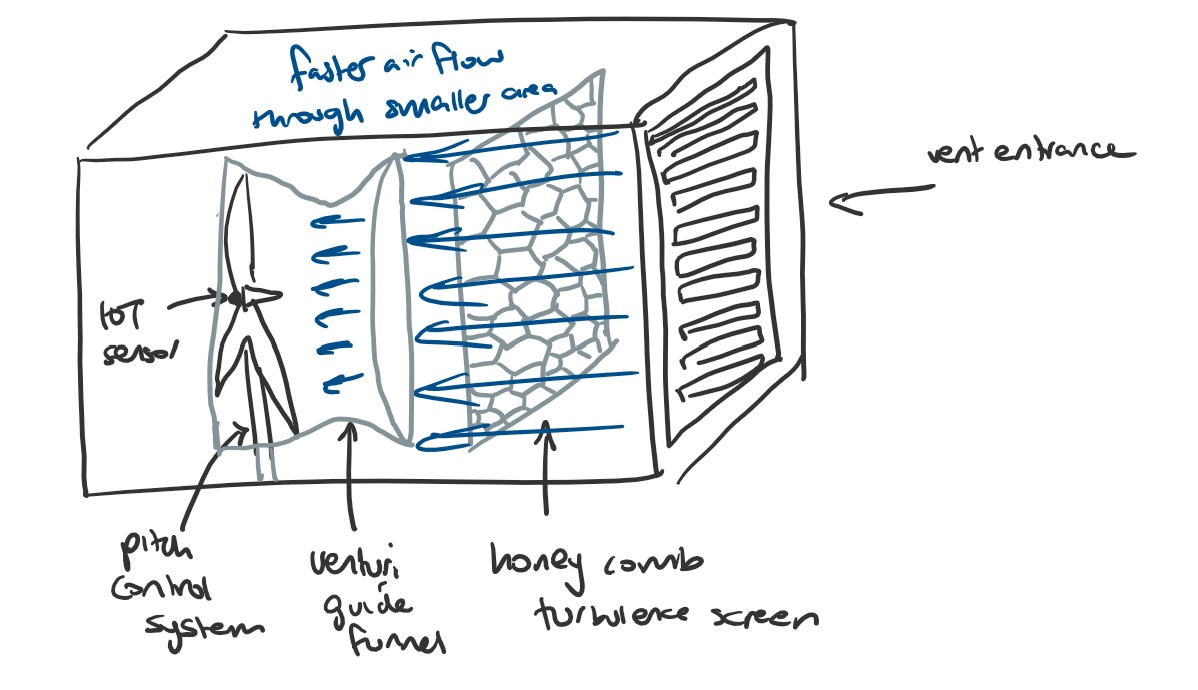 faster air flow
through smaller area
vent entrance
IOT
sensor
pitch
control
system
venturi
guide
funnel
honey comb
turbulence screen